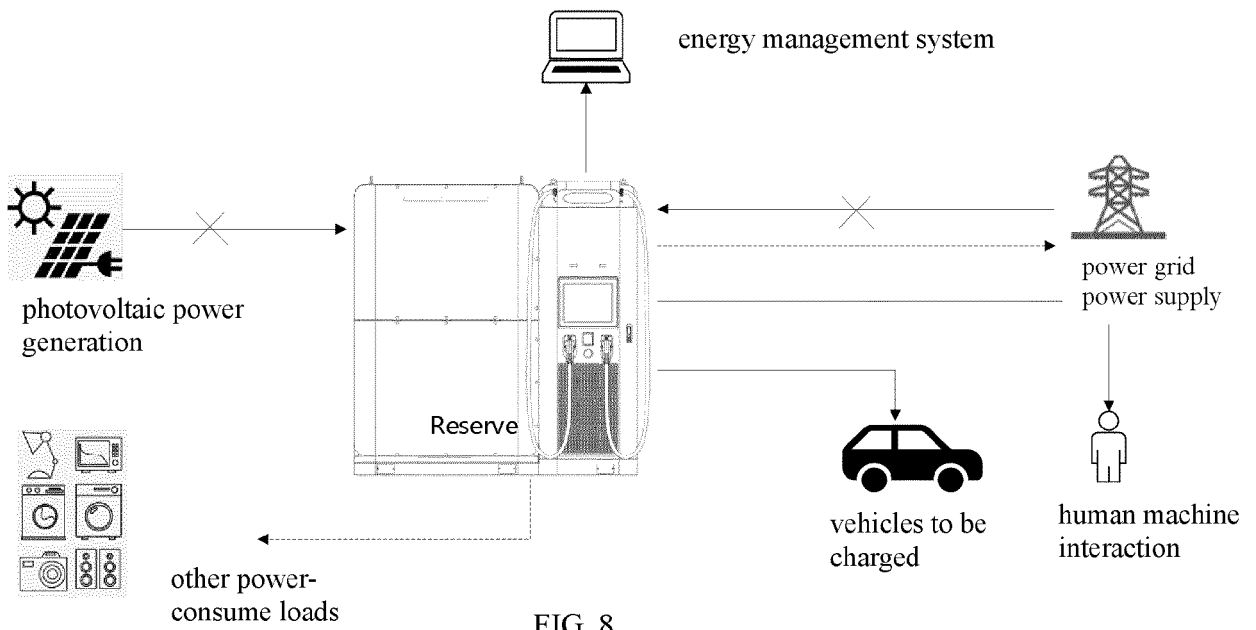 energy management system
photovoltaic power
generation
power grid
power supply
Reserve
vehicles to be
charged
human machine
interaction
other power-
consume loads
FIG. 8